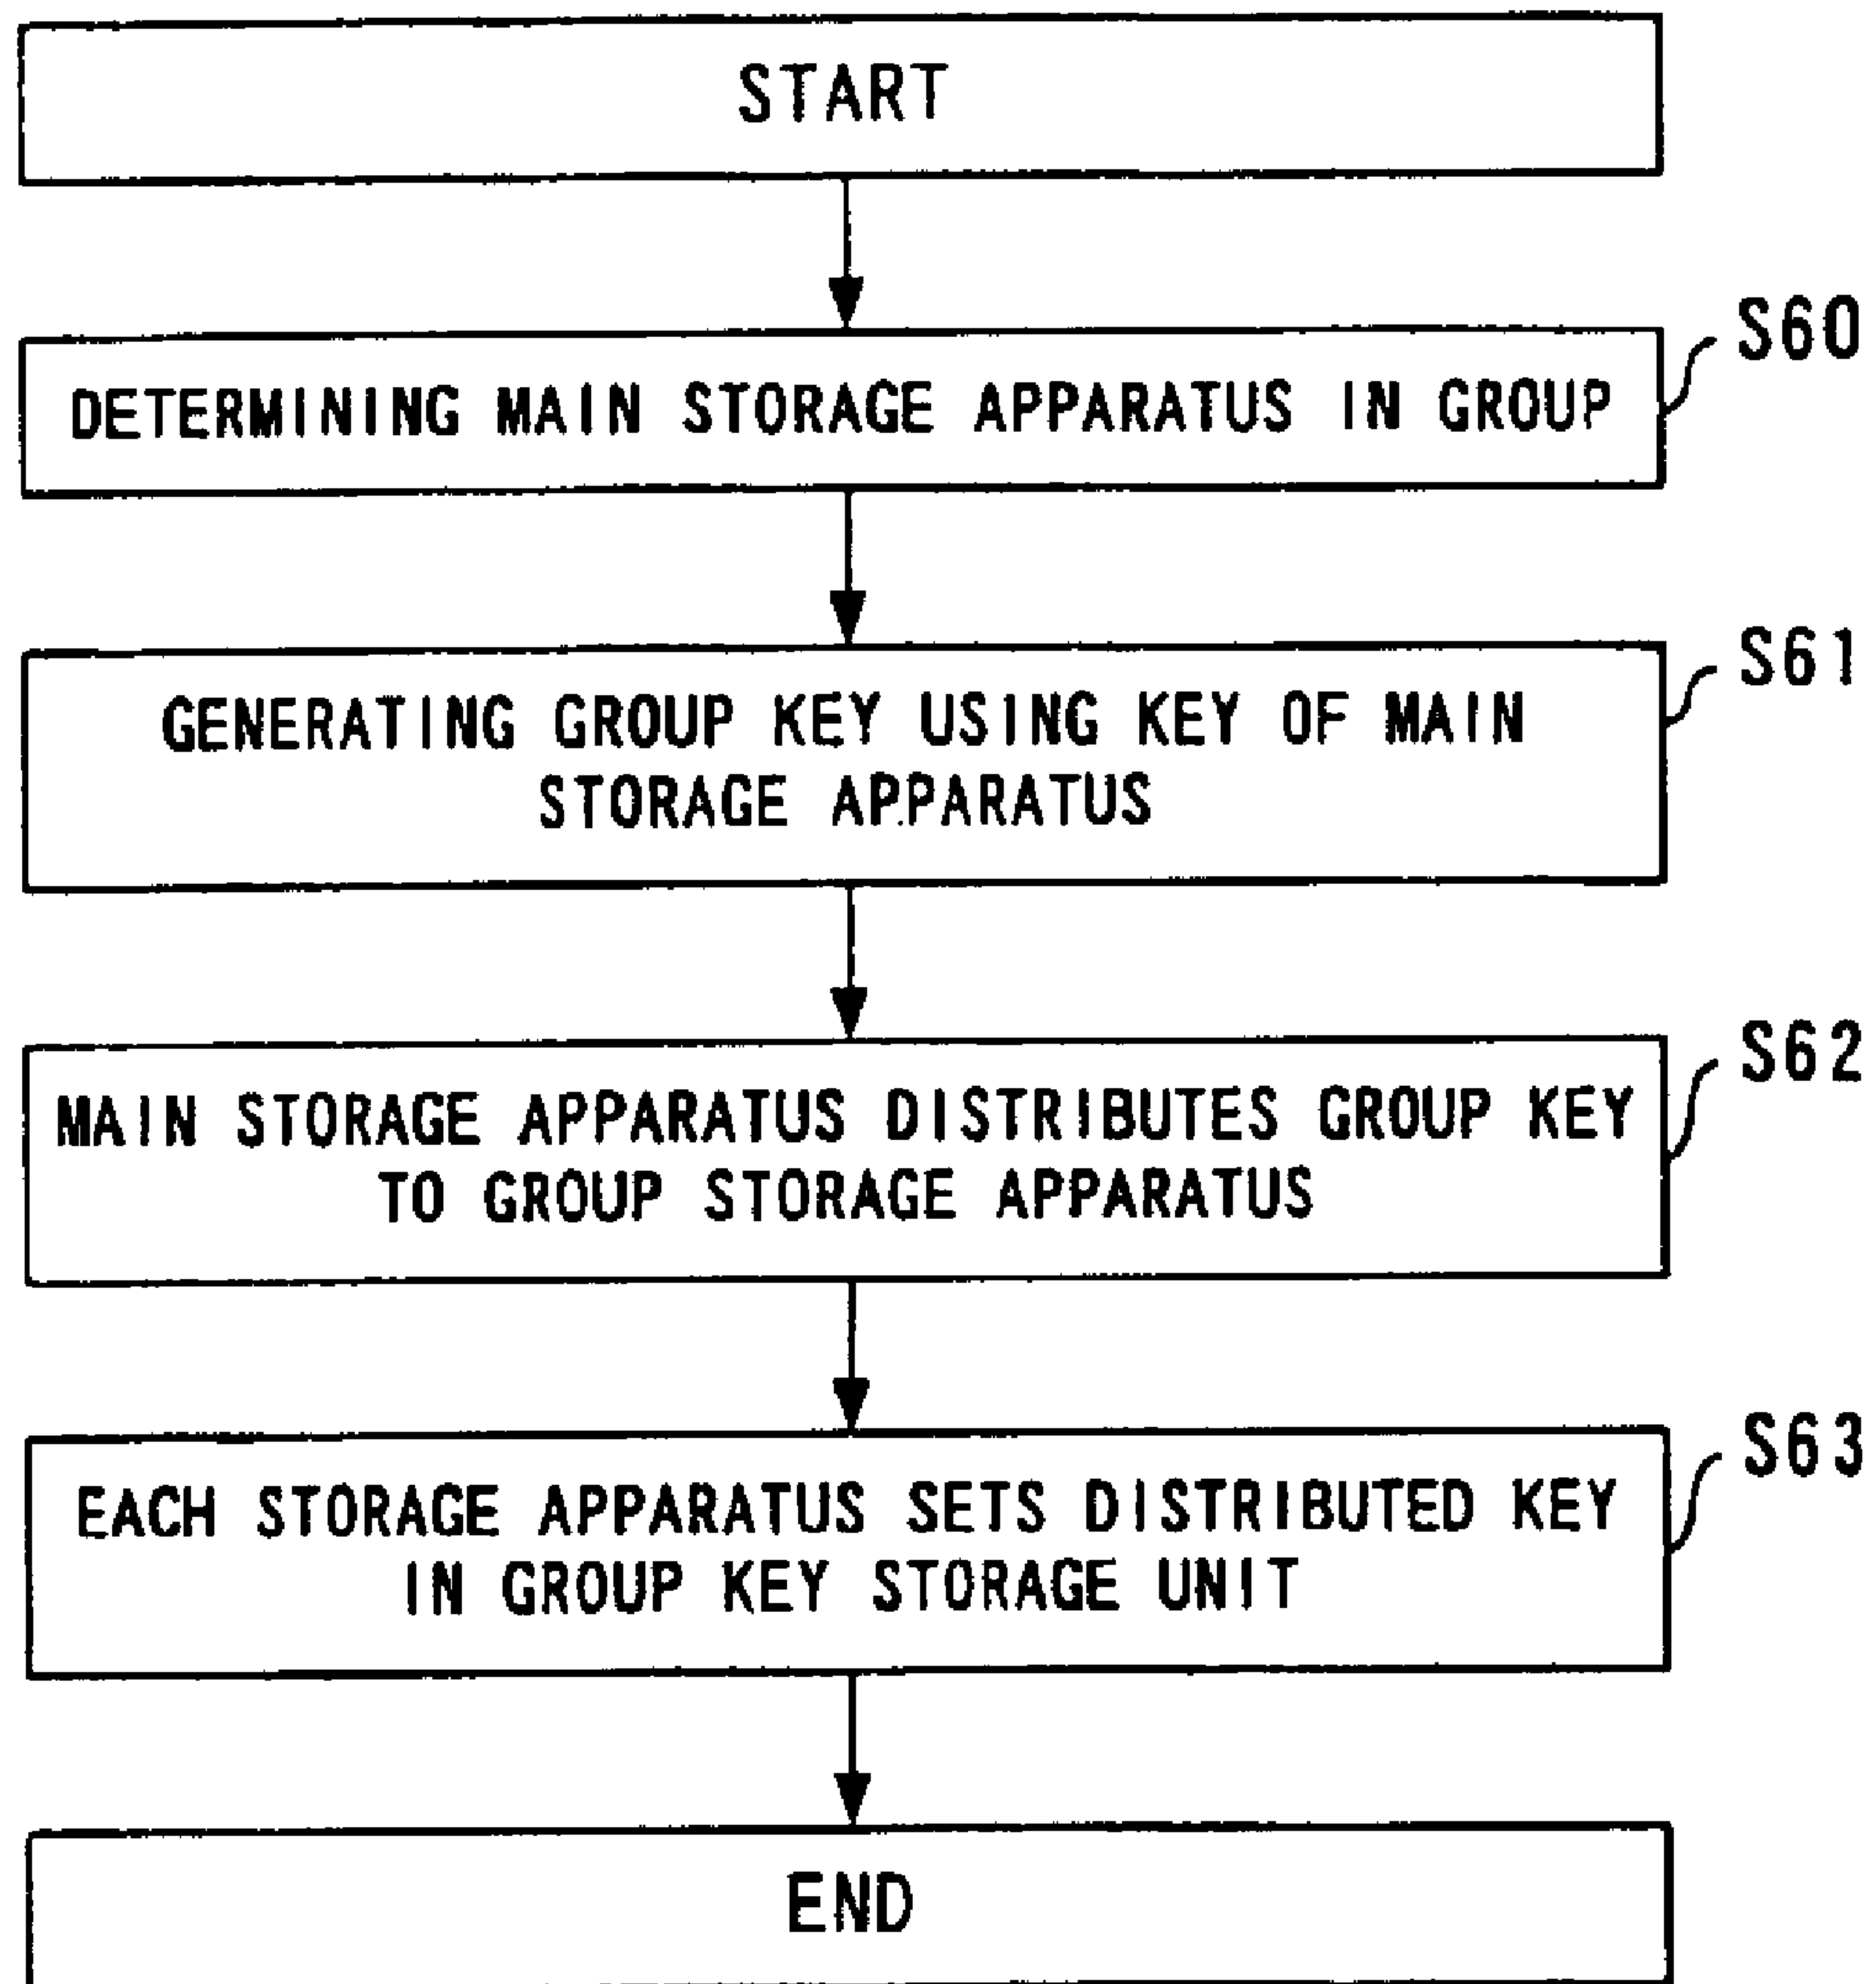 START
S60
DETERMINING MAIN STORAGE APPARATUS IN GROUP
S61
GENERATING GROUP KEY USING KEY OF MAIN
STORAGE APPARATUS
S62
MAIN STORAGE APPARATUS DISTRIBUTES GROUP KEY
TO GROUP STORAGE APPARATUS
S63
EACH STORAGE APPARATUS SETS DISTRIBUTED KEY
IN GROUP KEY STORAGE UNIT
END